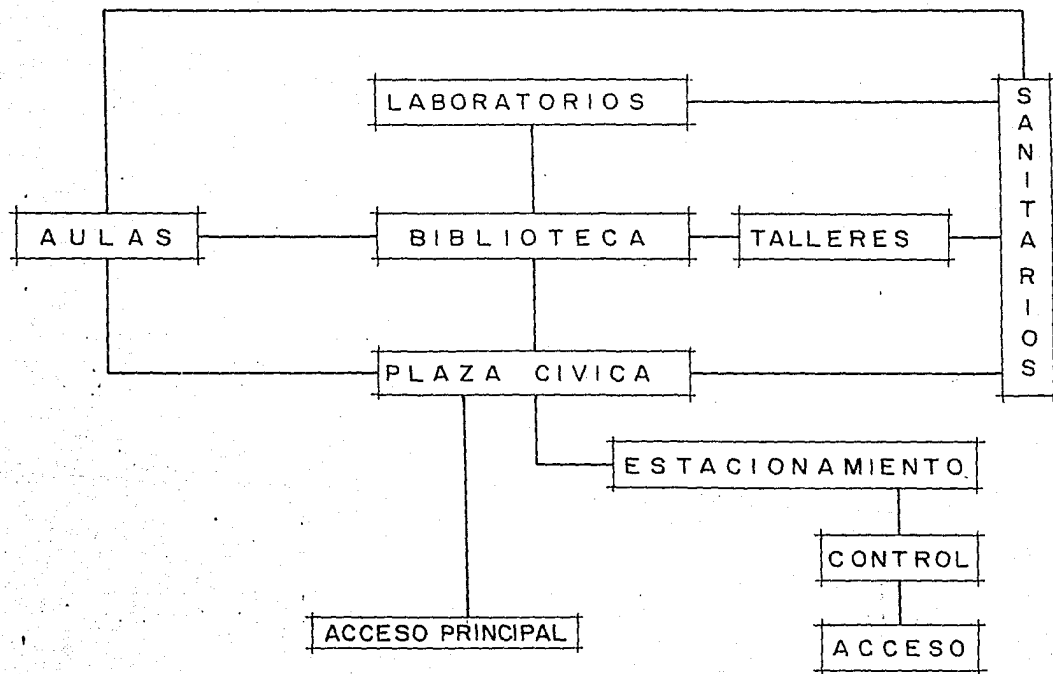 LABORATORIOS
SANITARIOS
AULAS
BIBLIOTECA
TALLERES
PLAZA CIVICA
ESTACIONAMIENTO
CONTROL
ACCESO PRINCIPAL
ACCESO